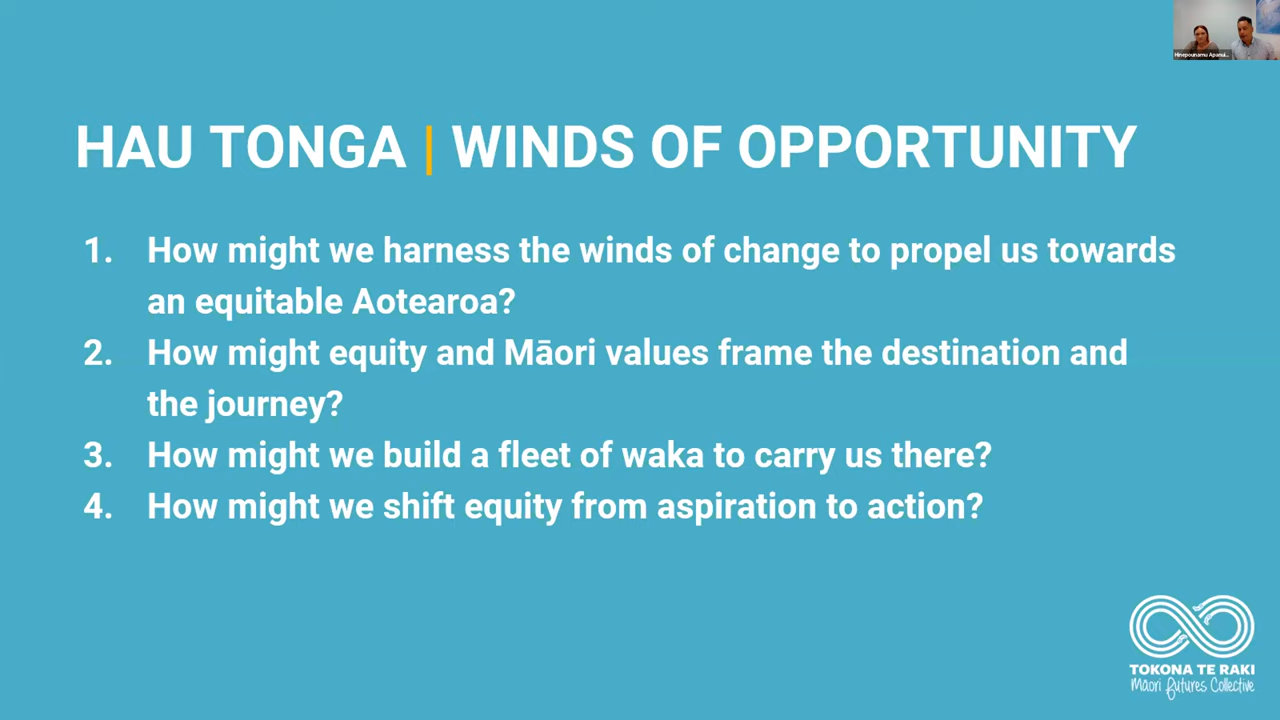 Hinepounamu Apanui...
HAU TONGA | WINDS OF OPPORTUNITY
1. How might we harness the winds of change to propel us towards
an equitable Aotearoa?
2. How might equity and Māori values frame the destination and
the journey?
3. How might we build a fleet of waka to carry us there?
4. How might we shift equity from aspiration to action?
TOKONA TE RAKI
Māori Futures Collective